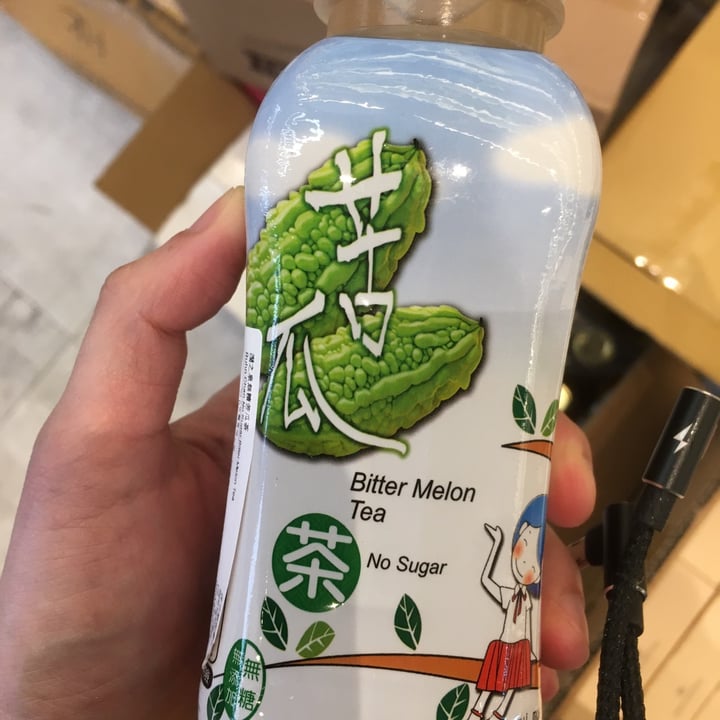 苦瓜
Bitter Melon
Tea
茶
No Sugar
無糖